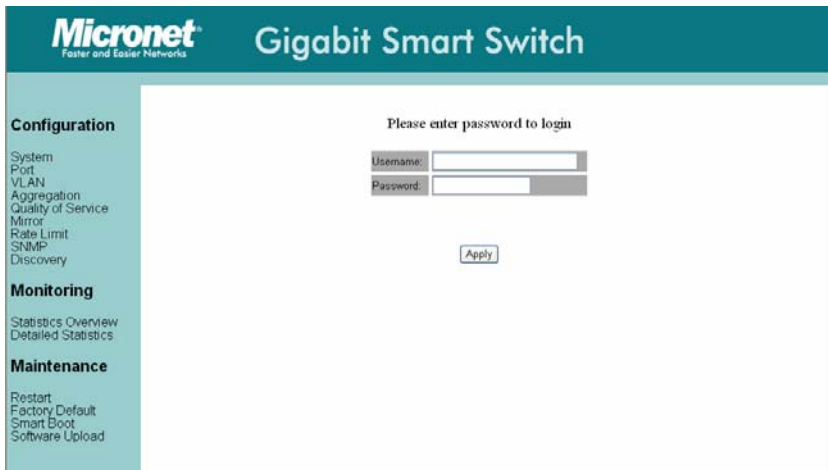 Micronet
Faster and Easier Networks
Gigabit Smart Switch
Configuration
System
Port
VLAN
Aggregation
Quality of Service
Mirror
Rate Limit
SNMP
Discovery
Monitoring
Statistics Overview
Detailed Statistics
Maintenance
Restart
Factory Default
Smart Boot
Software Upload
Please enter password to login
Username:
Password:
Apply